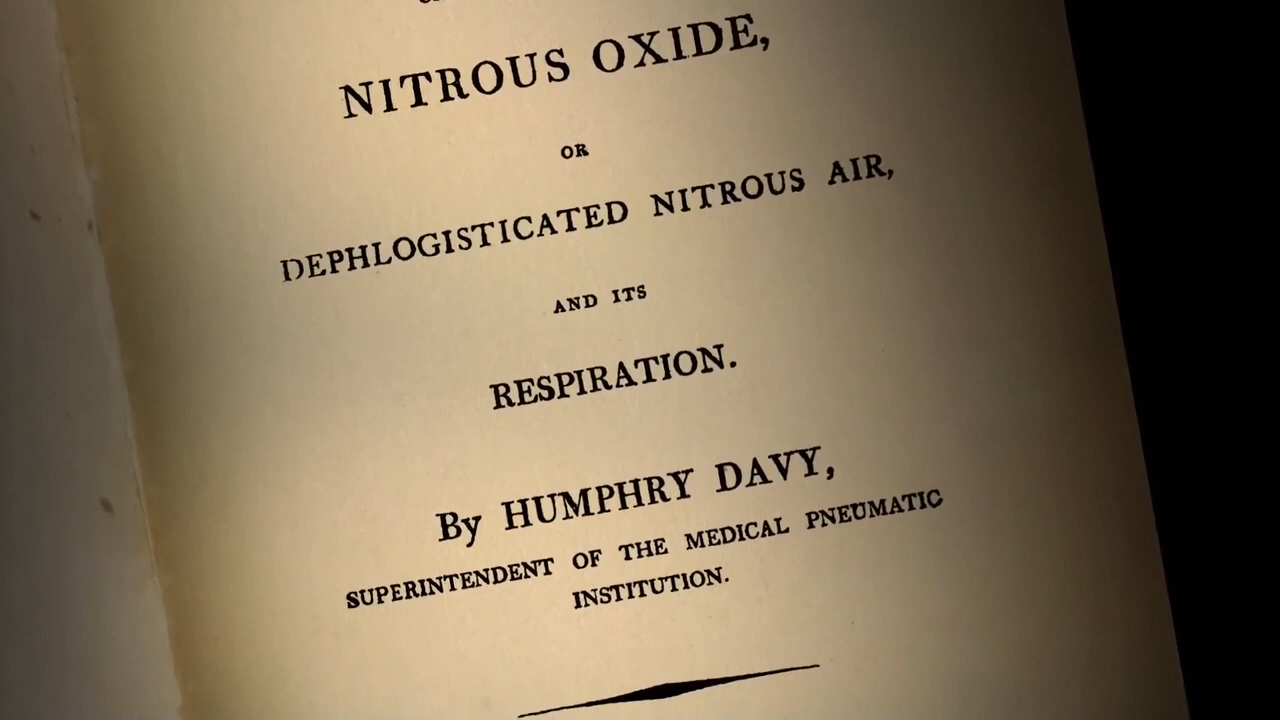 NITROUS OXIDE,
OR
DEPHLOGISTICATED NITROUS AIR,
AND ITS
RESPIRATION.
By HUMPHRY DAVY,
SUPERINTENDENT OF THE MEDICAL PNEUMATIC
INSTITUTION.